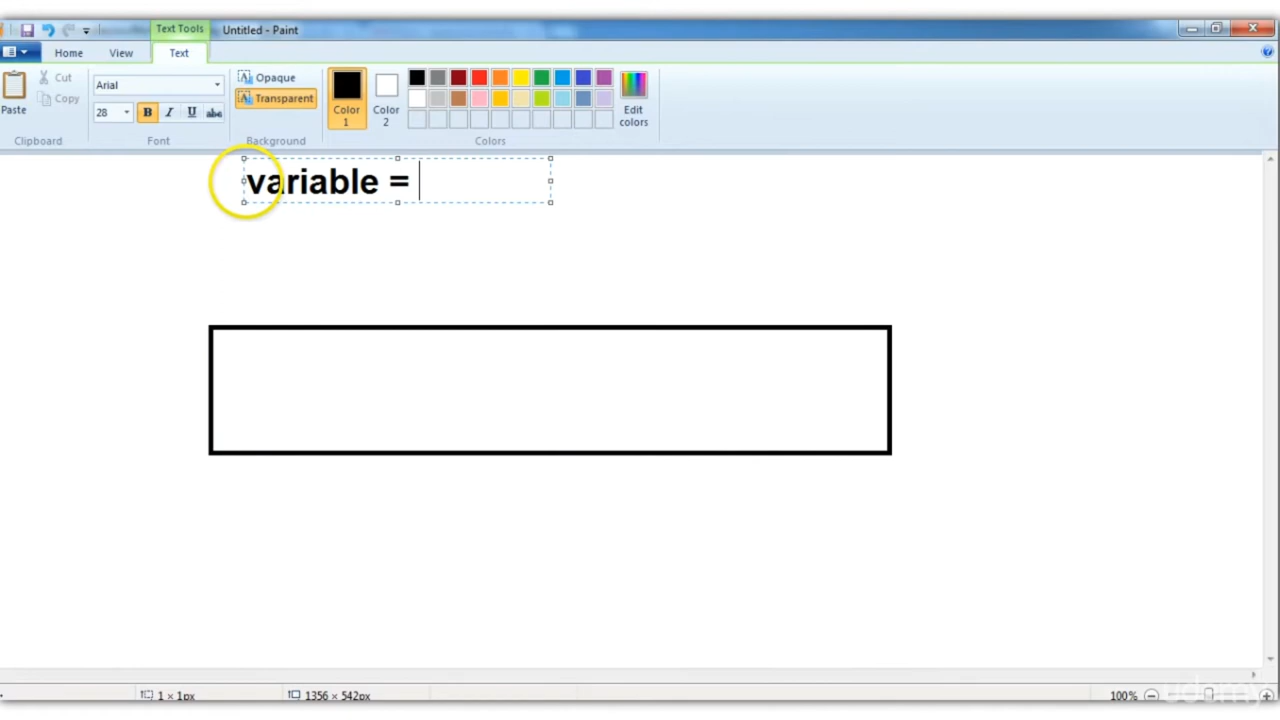 Text Tools Untitled - Paint
Home View Text
Paste Cut Copy Clipboard
Arial
28 B I U abc
Font
Opaque
Transparent
Background
Color 1 Color 2 Edit colors
Colors
variable =
1 × 1px 1356 × 542px 100%
udemy